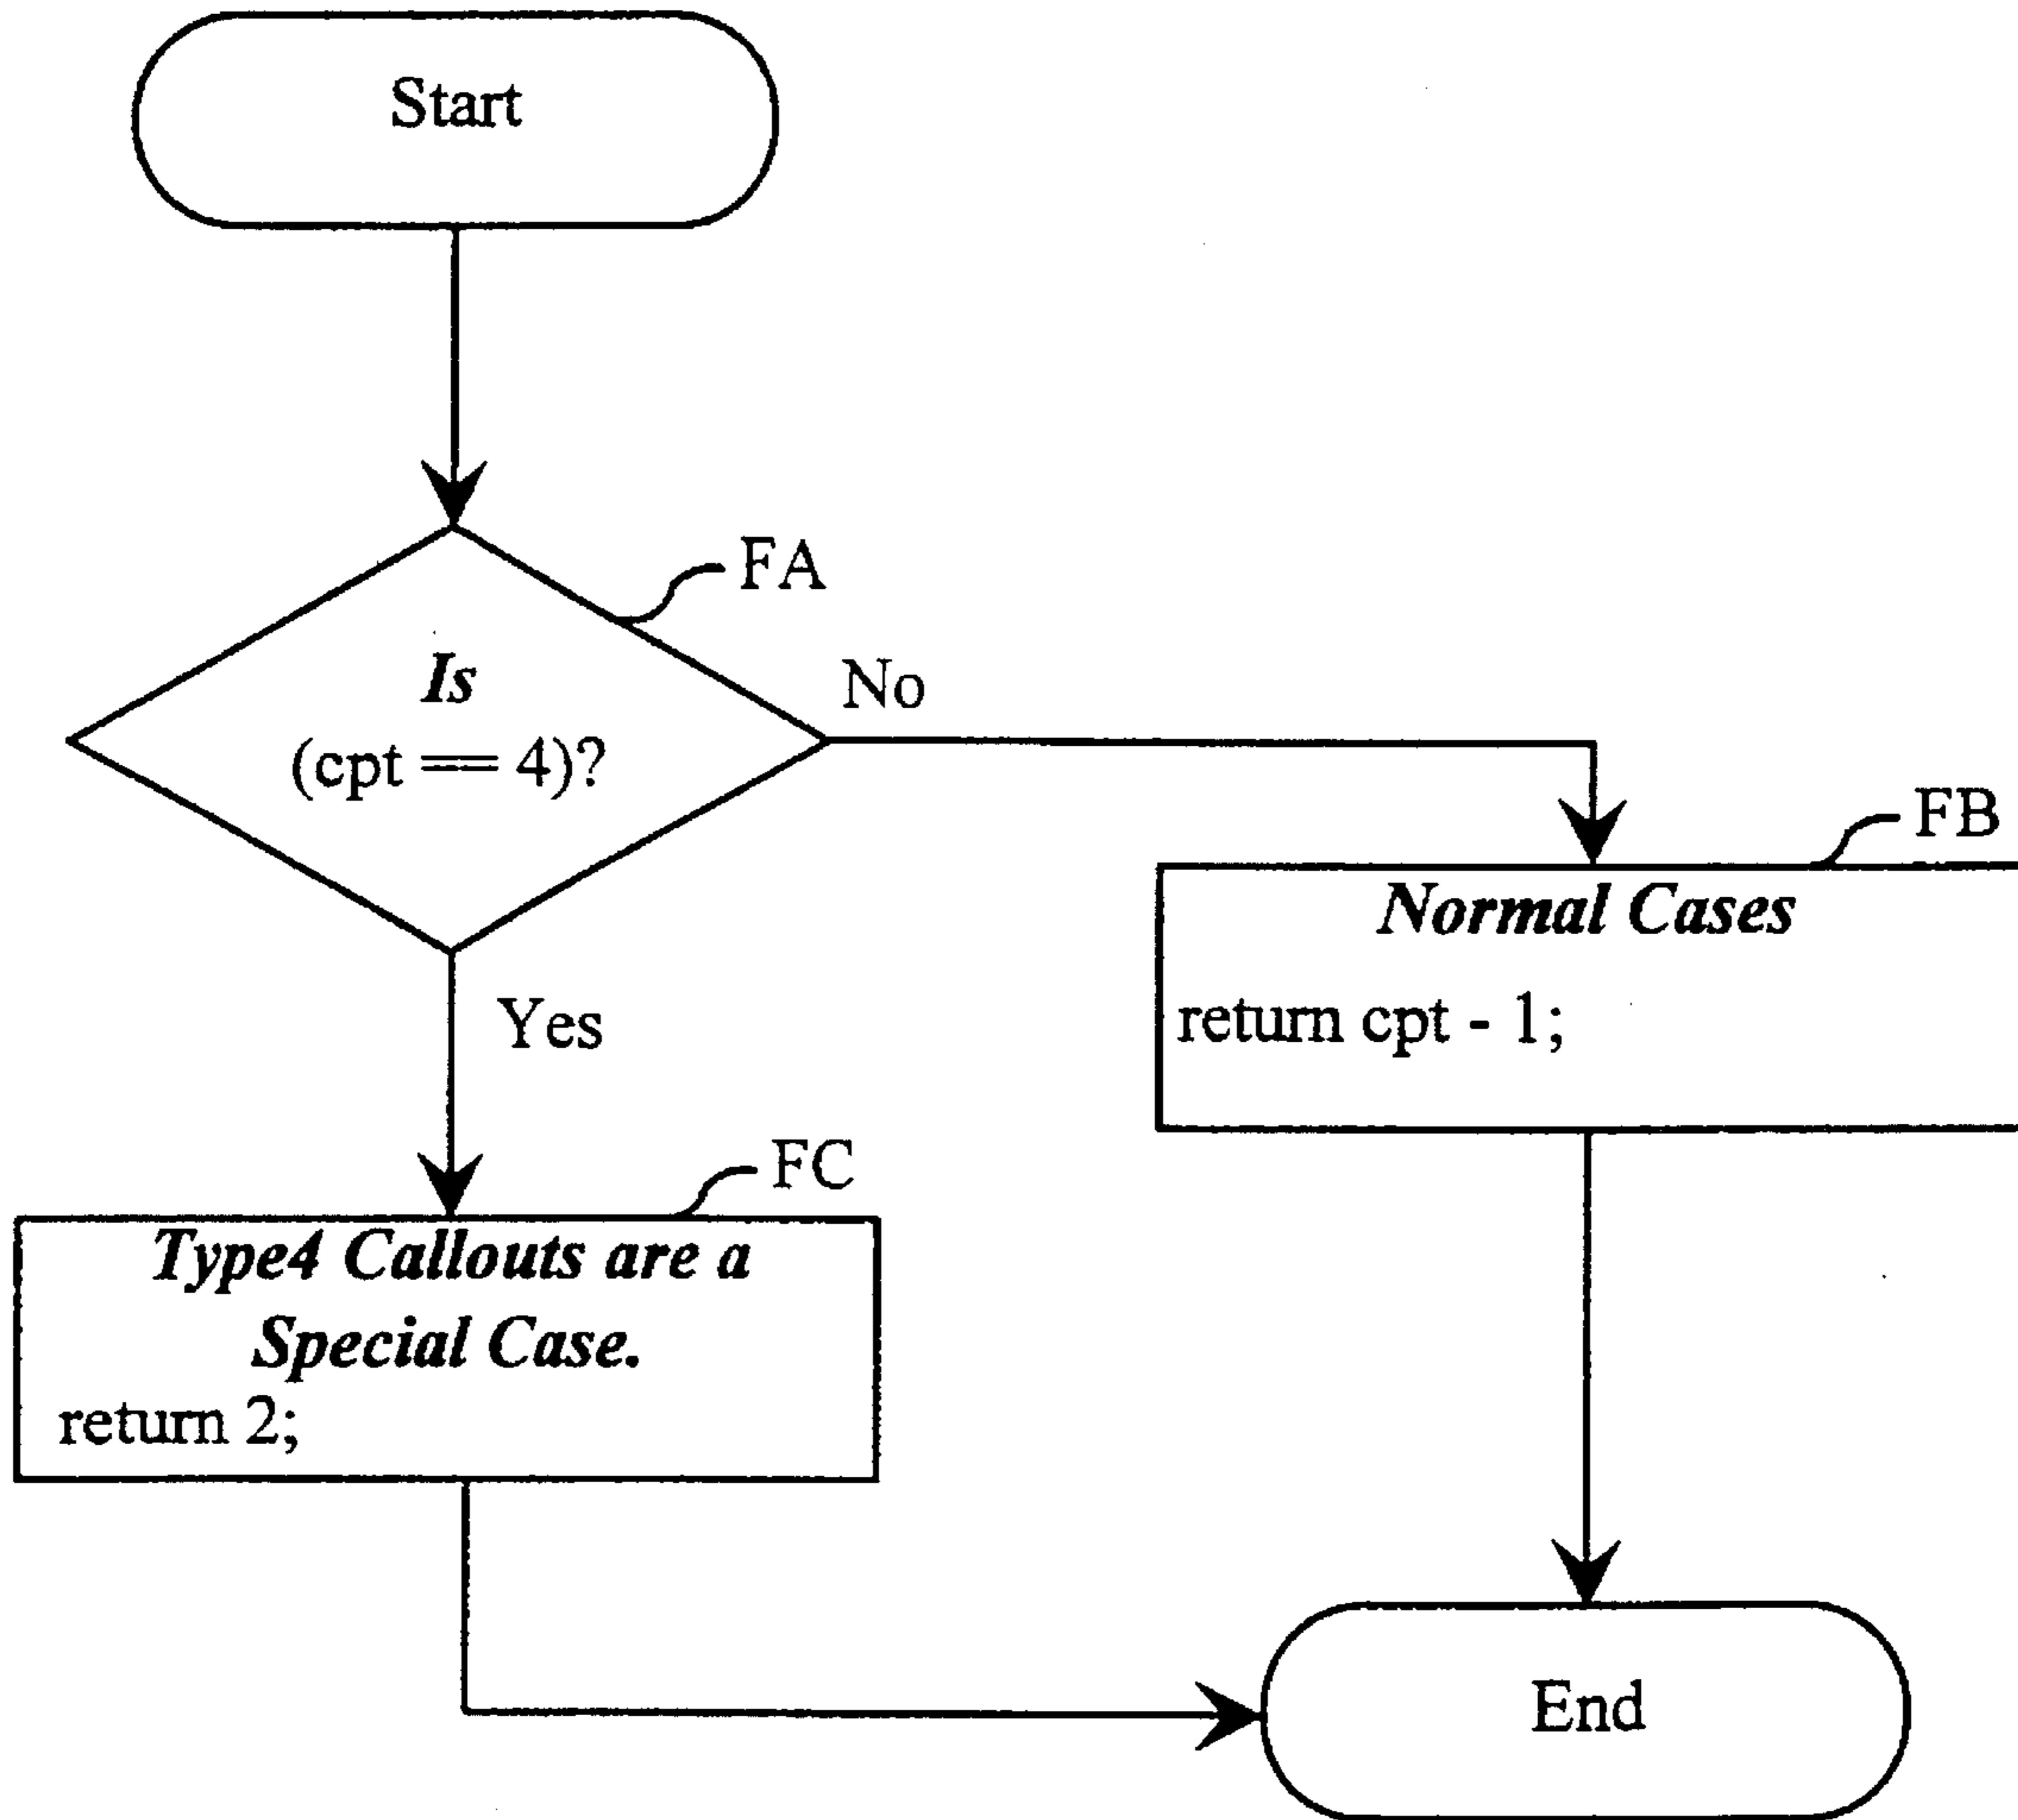 Start
FA
Is
(cpt == 4)?
No
FB
Normal Cases
return cpt - 1;
Yes
FC
Type4 Callouts are a
Special Case.
return 2;
End